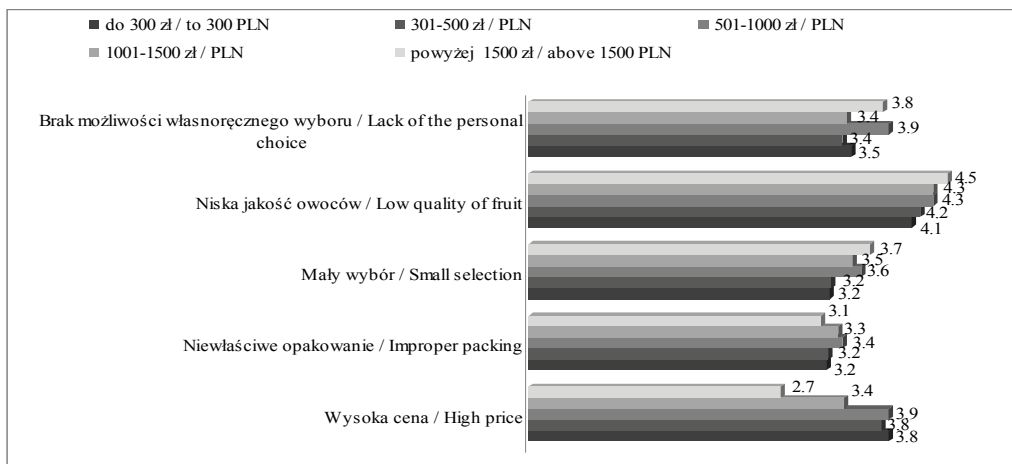 do 300 zł / to 300 PLN
301-500 zł / PLN
501-1000 zł / PLN
1001-1500 zł / PLN
powyżej 1500 zł / above 1500 PLN
Brak możliwości własnoręcznego wyboru / Lack of the personal
choice
3.8
3.4
3.9
3.4
3.5
Niska jakość owoców / Low quality of fruit
4.5
4.3
4.3
4.2
4.1
Mały wybór / Small selection
3.7
3.5
3.6
3.2
3.2
Niewłaściwe opakowanie / Improper packing
3.1
3.3
3.4
3.2
3.2
Wysoka cena / High price
2.7
3.4
3.9
3.8
3.8